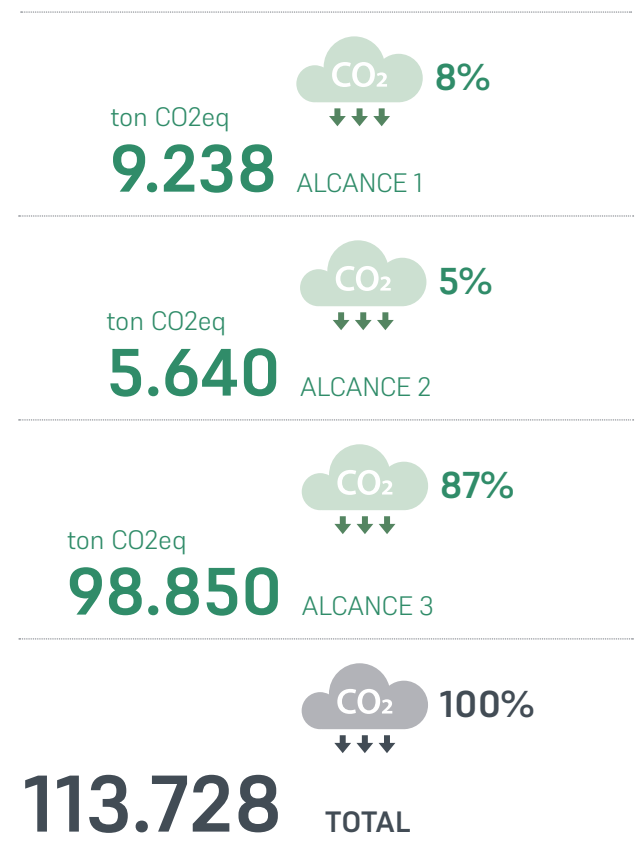 CO₂ 8%
ton CO2eq
9.238 ALCANCE 1
CO₂ 5%
ton CO2eq
5.640 ALCANCE 2
CO₂ 87%
ton CO2eq
98.850 ALCANCE 3
CO₂ 100%
113.728 TOTAL